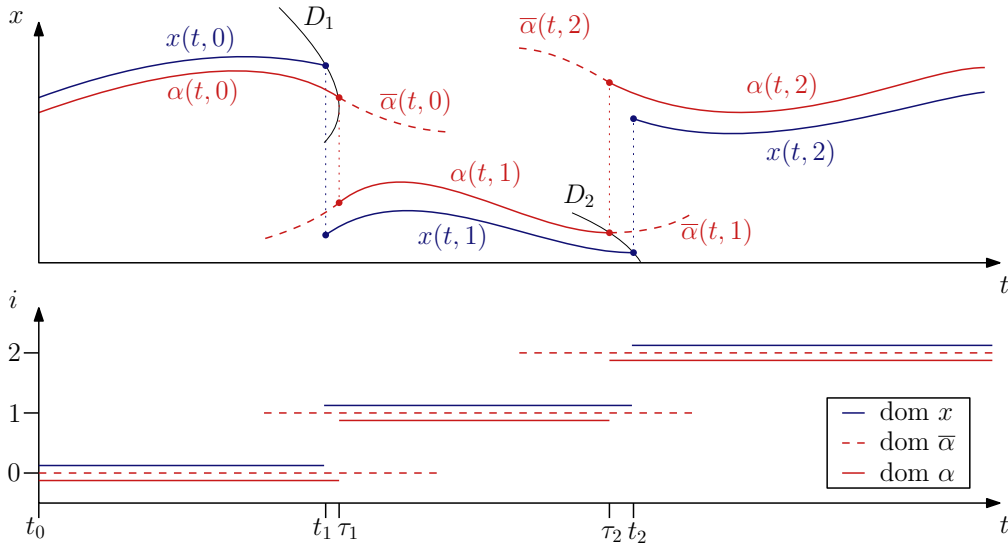 x
D₁
x(t, 0)
α(t, 0)
α̅(t, 0)
α̅(t, 2)
α(t, 2)
x(t, 2)
α(t, 1)
x(t, 1)
D₂
α̅(t, 1)
t
i
2
1
0
dom x
dom α̅
dom α
t₀
t₁
τ₁
τ₂
t₂
t